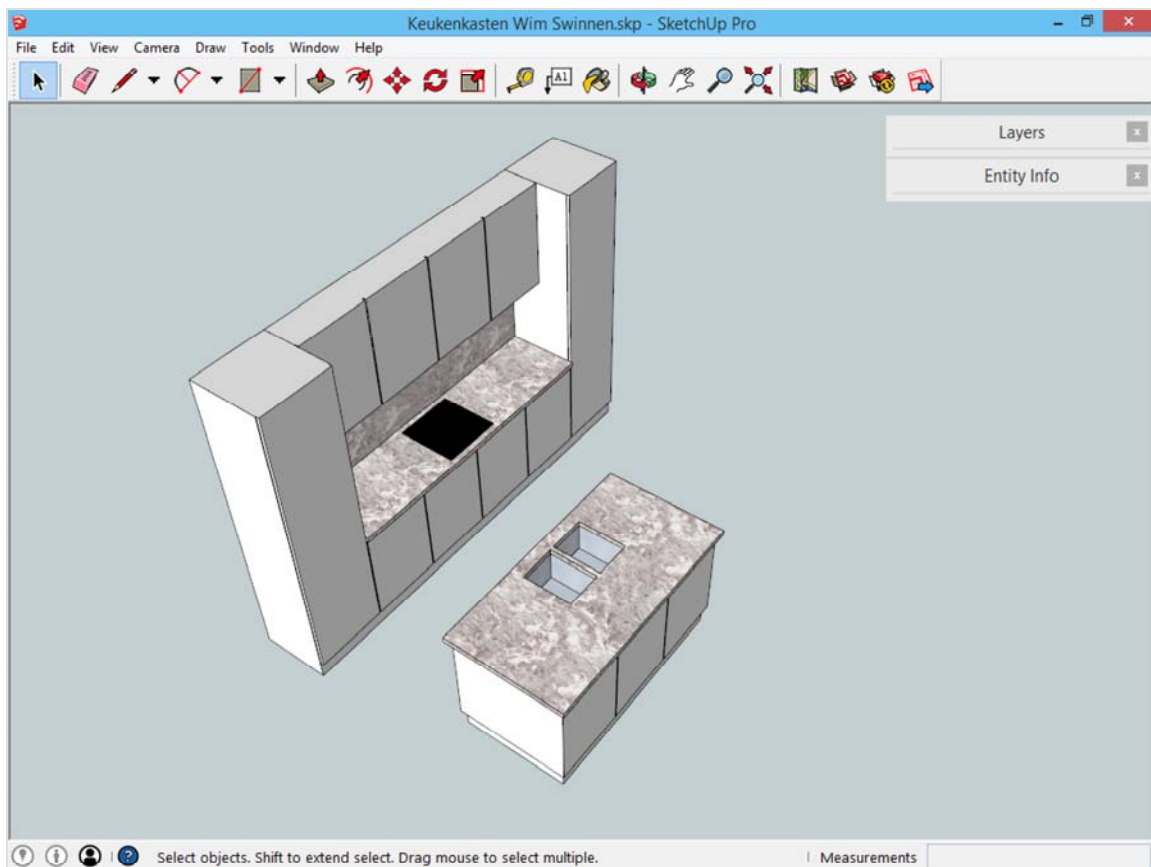 Keukenkasten Wim Swinnen.skp - SketchUp Pro
File Edit View Camera Draw Tools Window Help
A1
Layers
Entity Info
Select objects. Shift to extend select. Drag mouse to select multiple.
Measurements